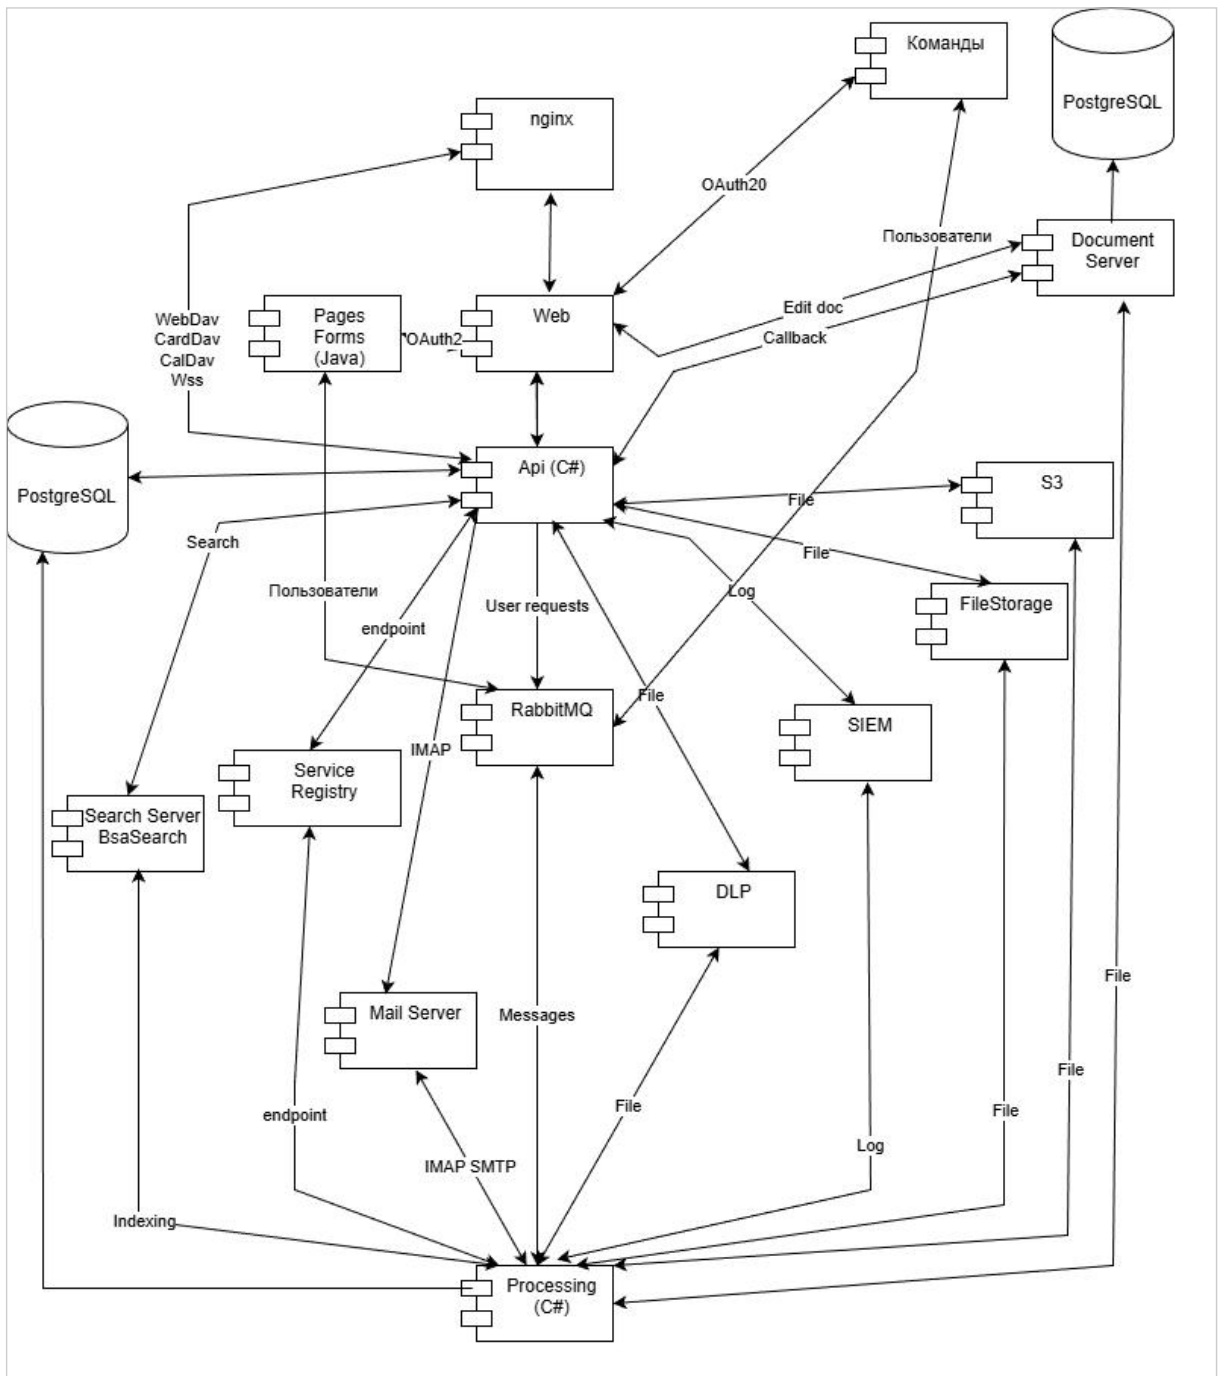 Команды
PostgreSQL
nginx
OAuth20
Пользователи
Document
Server
Edit doc
Callback
Web
Pages
Forms
(Java)
OAuth2
WebDav
CardDav
CalDav
Wss
PostgreSQL
Api (C#)
S3
File
Search
File
Пользователи
endpoint
User requests
Log
FileStorage
File
RabbitMQ
SIEM
IMAP
Service
Registry
Search Server
BsaSearch
DLP
File
Mail Server
Messages
File
File
File
endpoint
Log
IMAP SMTP
Indexing
Processing
(C#)